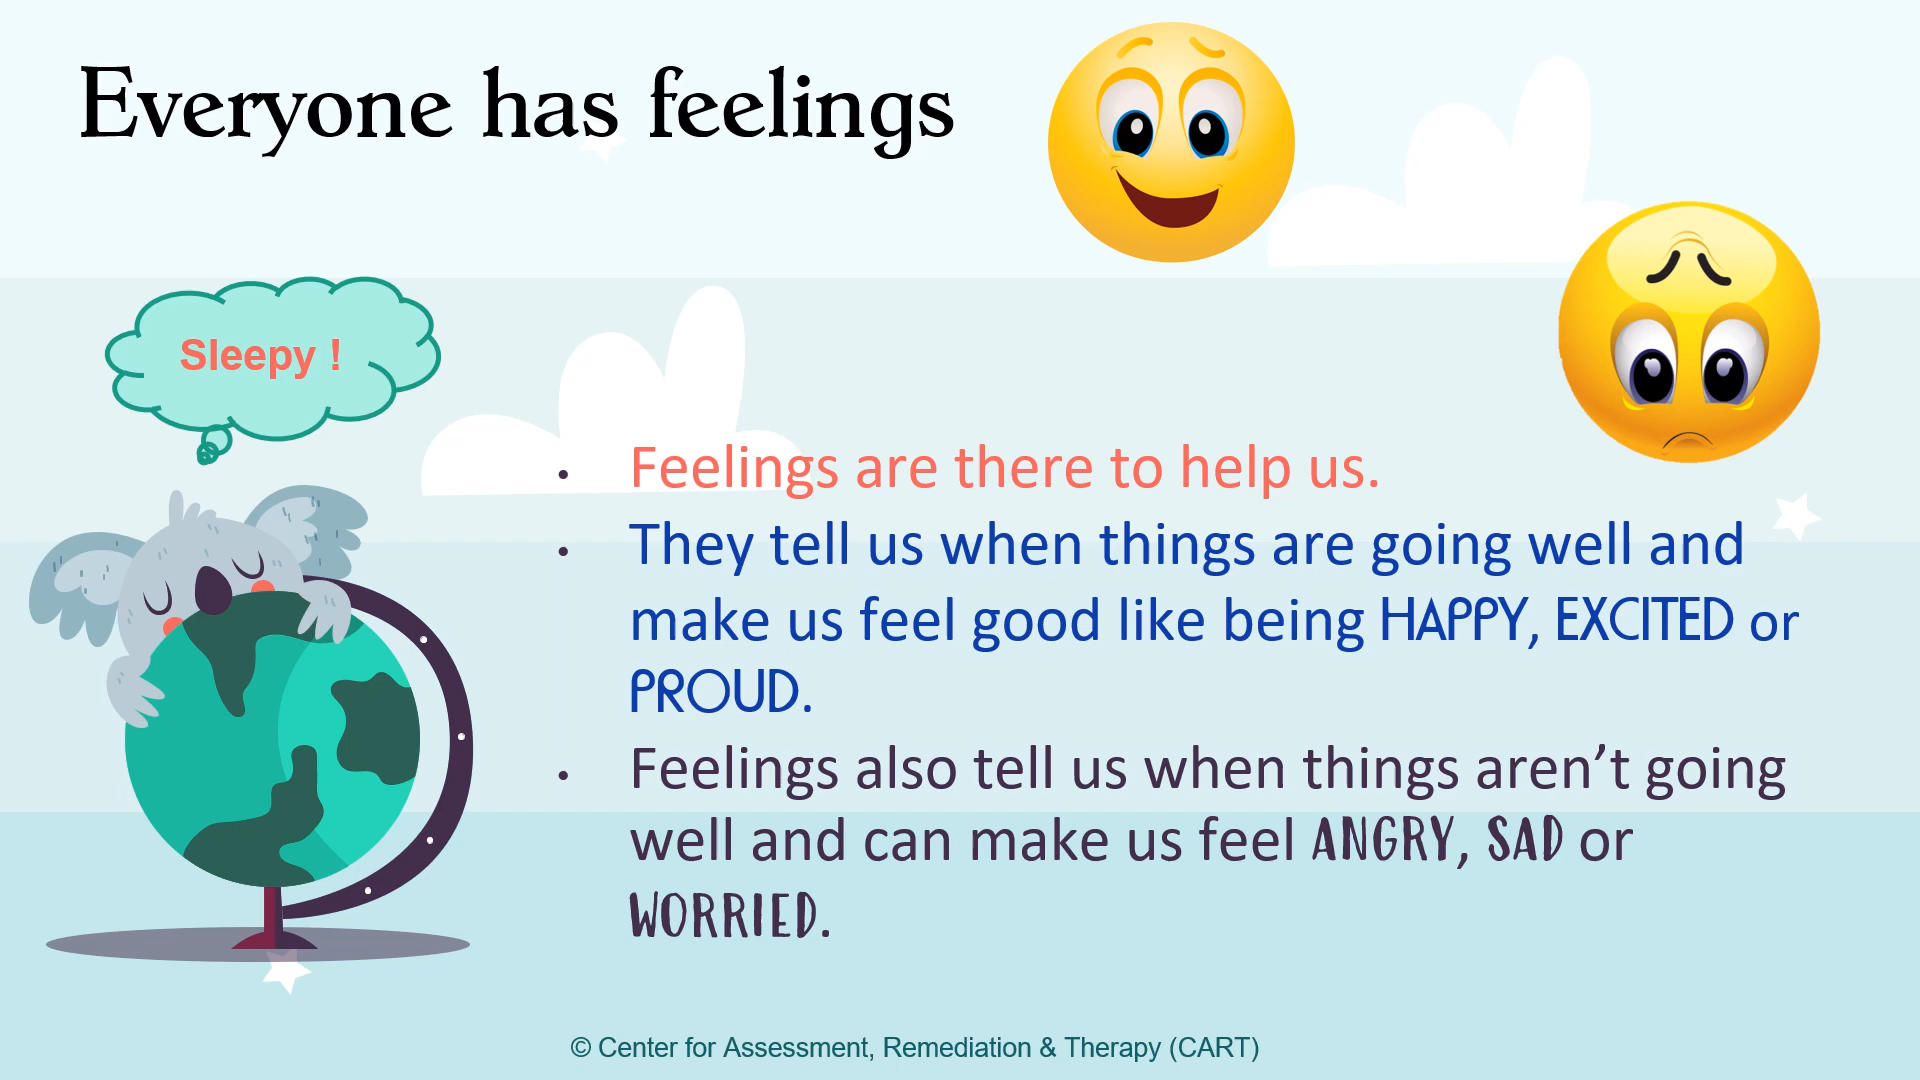 Everyone has feelings
Sleepy !
• Feelings are there to help us.
• They tell us when things are going well and
make us feel good like being HAPPY, EXCITED or
PROUD.
• Feelings also tell us when things aren’t going
well and can make us feel ANGRY, SAD or
WORRIED.
© Center for Assessment, Remediation & Therapy (CART)